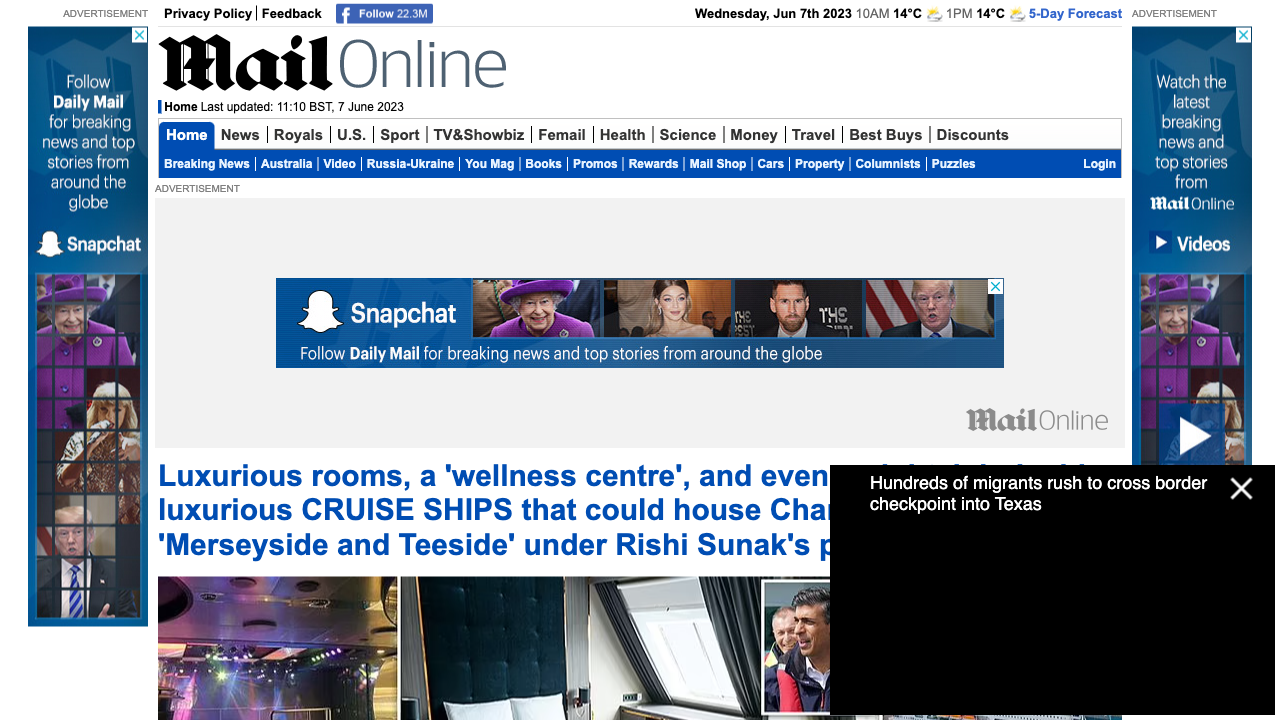 ADVERTISEMENT
Privacy Policy
Feedback
Follow 22.3M
Wednesday, Jun 7th 2023 10AM 14°C 1PM 14°C 5-Day Forecast
ADVERTISEMENT
Follow
Daily Mail
for breaking
news and top
stories from
around the
globe
Snapchat
Mail Online
Home Last updated: 11:10 BST, 7 June 2023
Home News Royals U.S. Sport TV&Showbiz Femail Health Science Money Travel Best Buys Discounts
Breaking News Australia Video Russia-Ukraine You Mag Books Promos Rewards Mail Shop Cars Property Columnists Puzzles Login
ADVERTISEMENT
Snapchat
Follow Daily Mail for breaking news and top stories from around the globe
Mail Online
Watch the
latest
breaking
news and
top stories
from
Mail Online
Videos
Luxurious rooms, a 'wellness centre', and even
luxurious CRUISE SHIPS that could house
'Merseyside and Teeside' under Rishi Sunak's
Hundreds of migrants rush to cross border
checkpoint into Texas